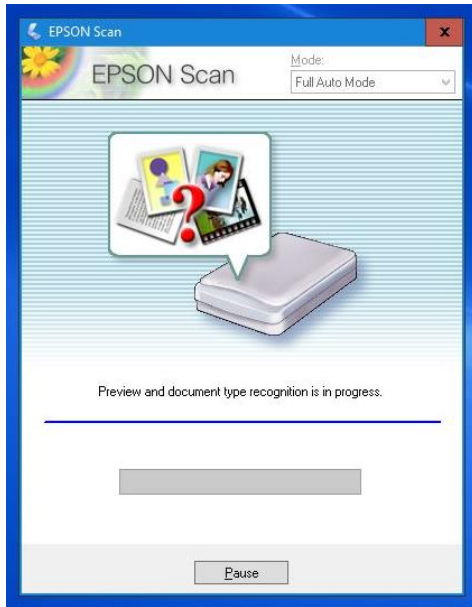 EPSON Scan
EPSON Scan
Mode:
Full Auto Mode
?
Preview and document type recognition is in progress.
Pause